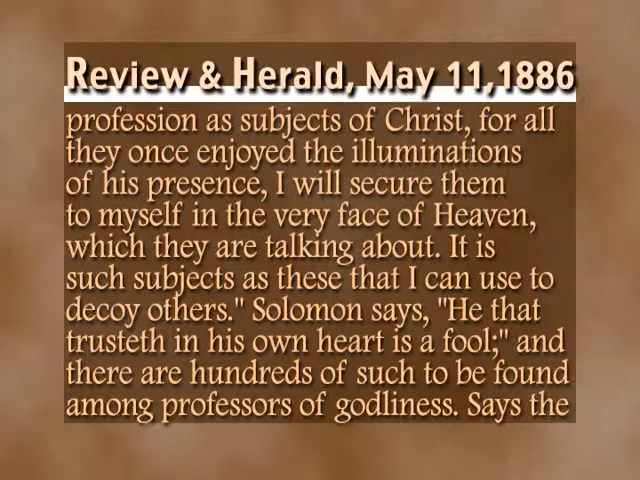 Review & Herald, May 11,1886
profession as subjects of Christ, for all
they once enjoyed the illuminations
of his presence, I will secure them
to myself in the very face of Heaven,
which they are talking about. It is
such subjects as these that I can use to
decoy others." Solomon says, "He that
trusteth in his own heart is a fool;" and
there are hundreds of such to be found
among professors of godliness. Says the